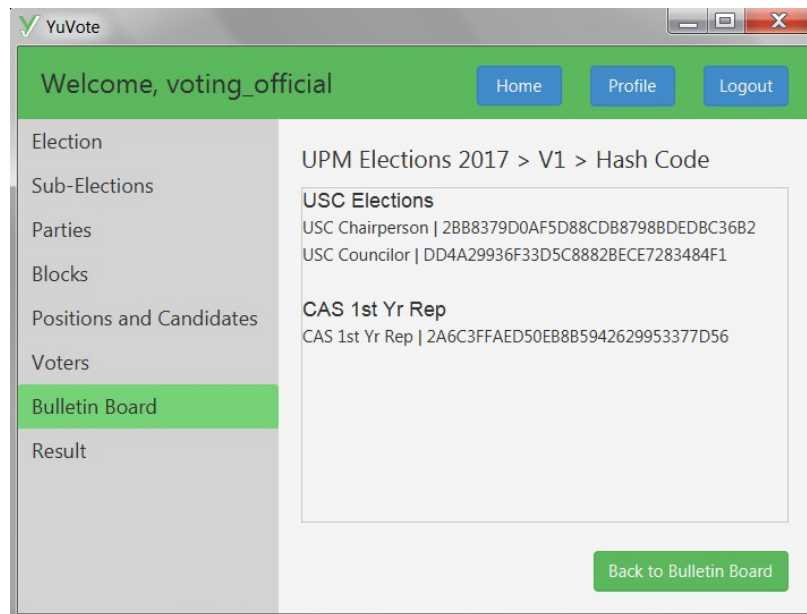 YuVote
Welcome, voting_official
Home
Profile
Logout
Election
Sub-Elections
Parties
Blocks
Positions and Candidates
Voters
Bulletin Board
Result
UPM Elections 2017 > V1 > Hash Code
USC Elections
USC Chairperson | 2BB8379D0AF5D88CDB8798BDEDBC36B2
USC Councilor | DD4A29936F33D5C8882BECE7283484F1
CAS 1st Yr Rep
CAS 1st Yr Rep | 2A6C3FFAED50EB8B5942629953377D56
Back to Bulletin Board